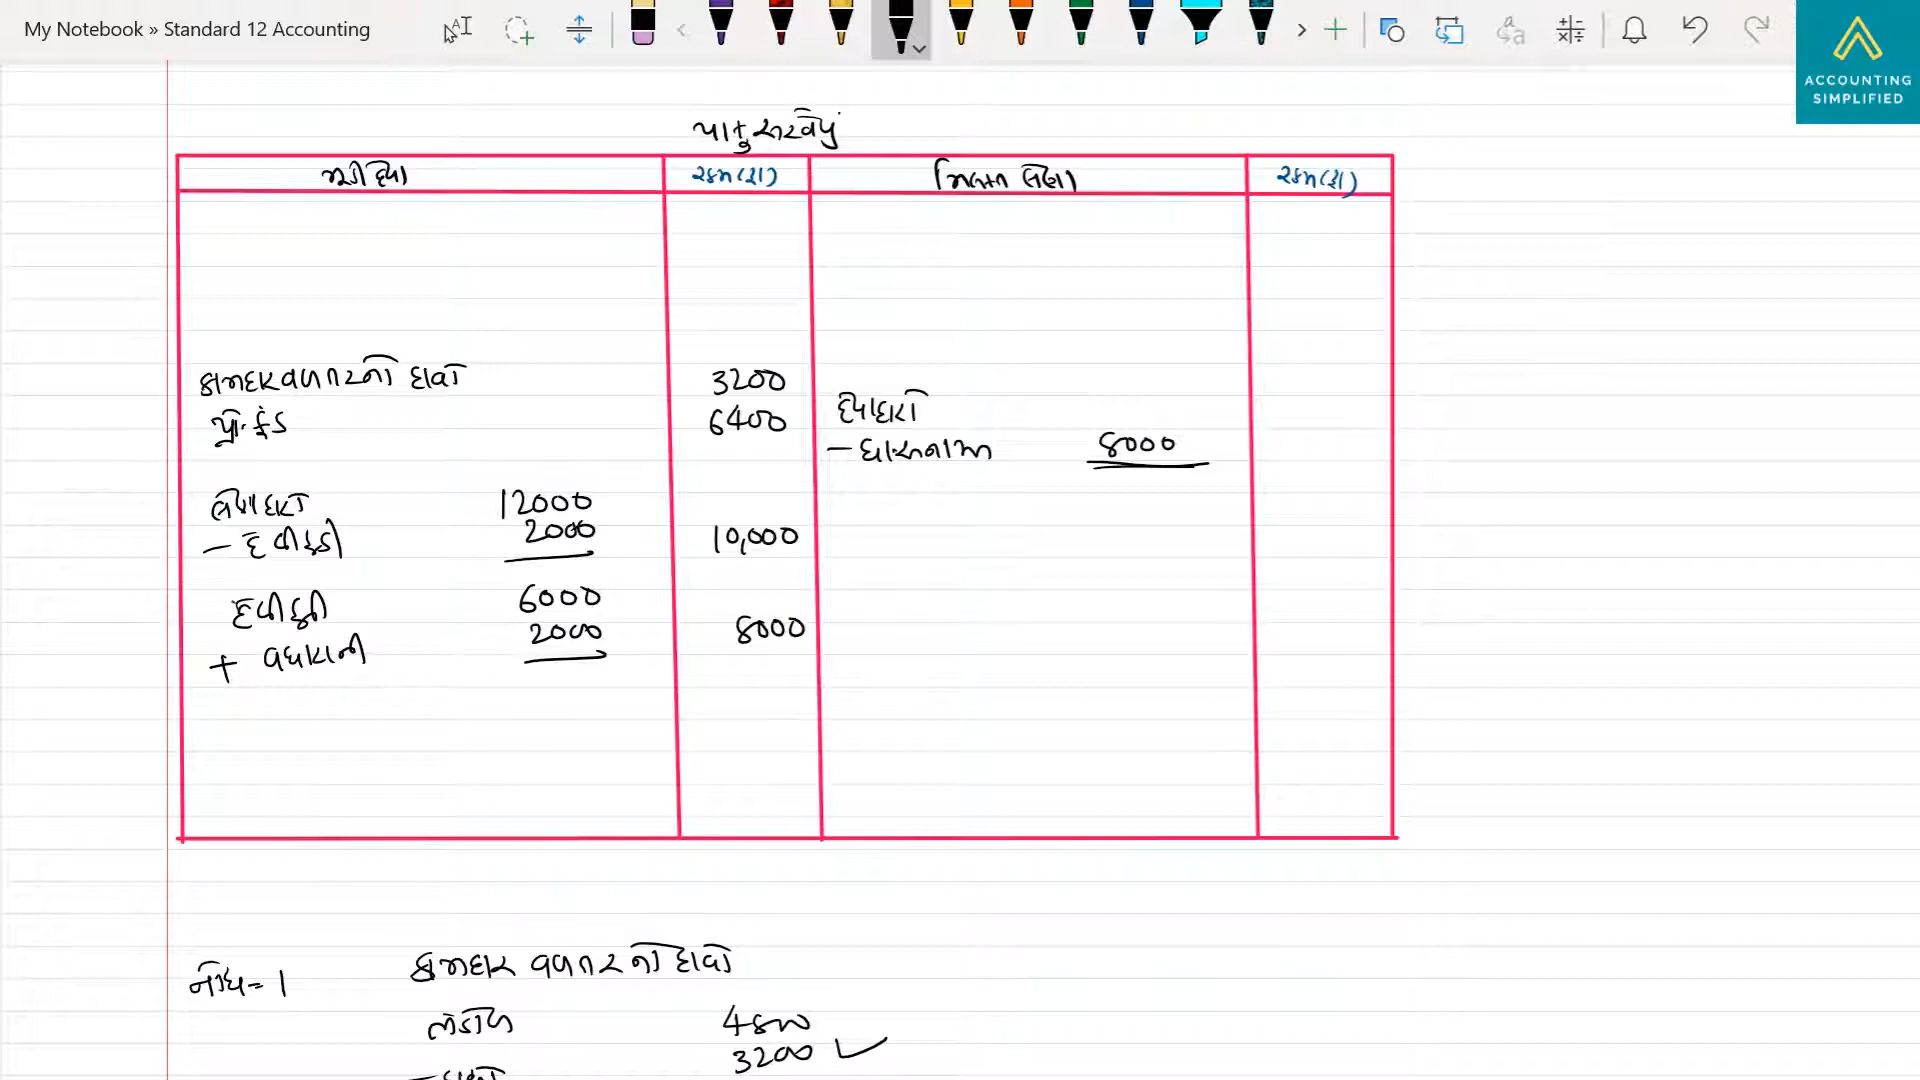 My Notebook » Standard 12 Accounting
ACCOUNTING
SIMPLIFIED
પાકું સરવૈયું
મૂડી દેવા રકમ(રૂ।) મિલકત લેણાં રકમ(રૂ।)
કામદાર વળતરનો દાવો 3200
પ્રો. ફંડ 6400
દેવાદારો
– ઘાલખાધ 8000
લેણદારો 12000
– દેવીહૂંડી 2000 10,000
દેવીહૂંડી 6000
+ વધારાની 2000 8000
નોંધ = 1 કામદાર વળતરનો દાવો
4800
3200